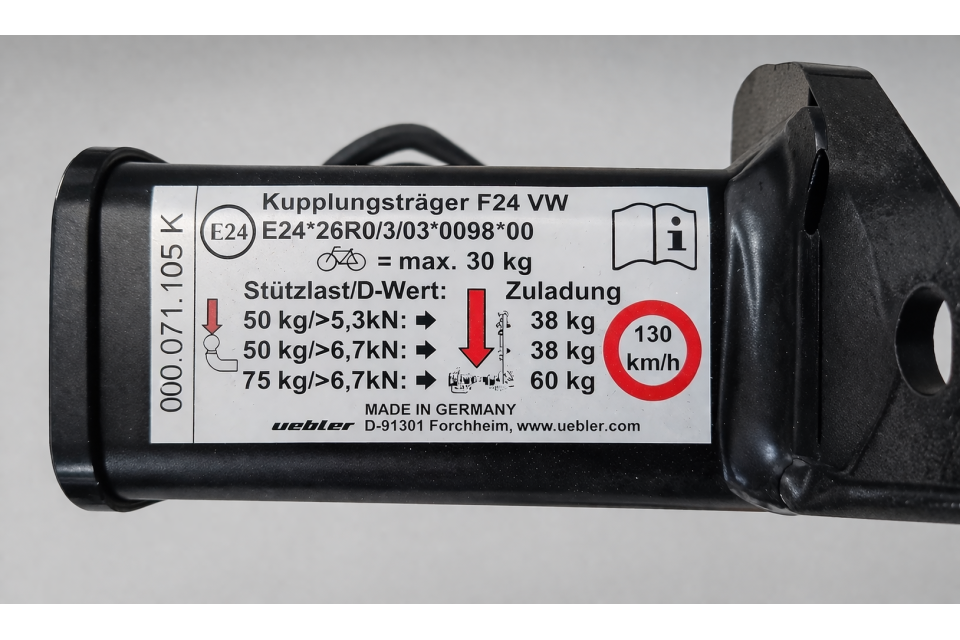 000.071.105 K
Kupplungsträger F24 VW
E24 E24*26R0/3/03*0098*00
= max. 30 kg
Stützlast/D-Wert: Zuladung
50 kg/>5,3kN: 38 kg
50 kg/>6,7kN: 38 kg
75 kg/>6,7kN: 60 kg
130
km/h
MADE IN GERMANY
uebler D-91301 Forchheim, www.uebler.com